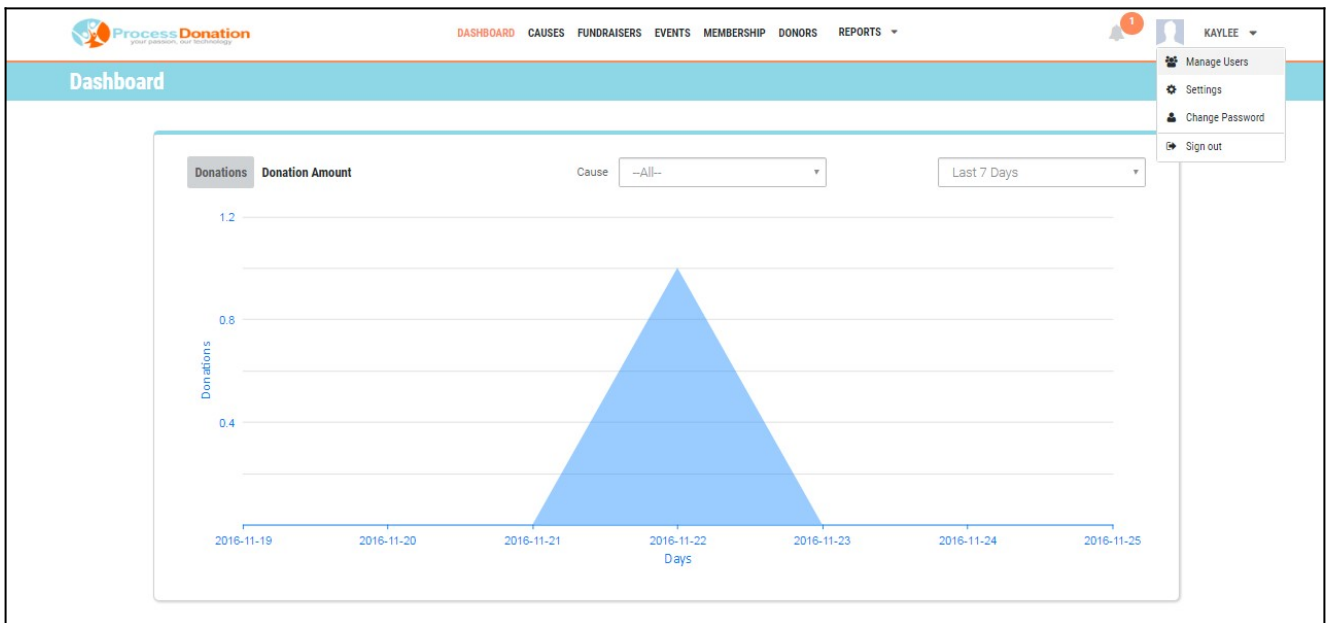 Process Donation
your passion, our technology
DASHBOARD CAUSES FUNDRAISERS EVENTS MEMBERSHIP DONORS REPORTS
1
KAYLEE
Manage Users
Settings
Change Password
Sign out
Dashboard
Donations Donation Amount Cause --All-- Last 7 Days
1.2
0.8
0.4
Donations
2016-11-19 2016-11-20 2016-11-21 2016-11-22 2016-11-23 2016-11-24 2016-11-25
Days